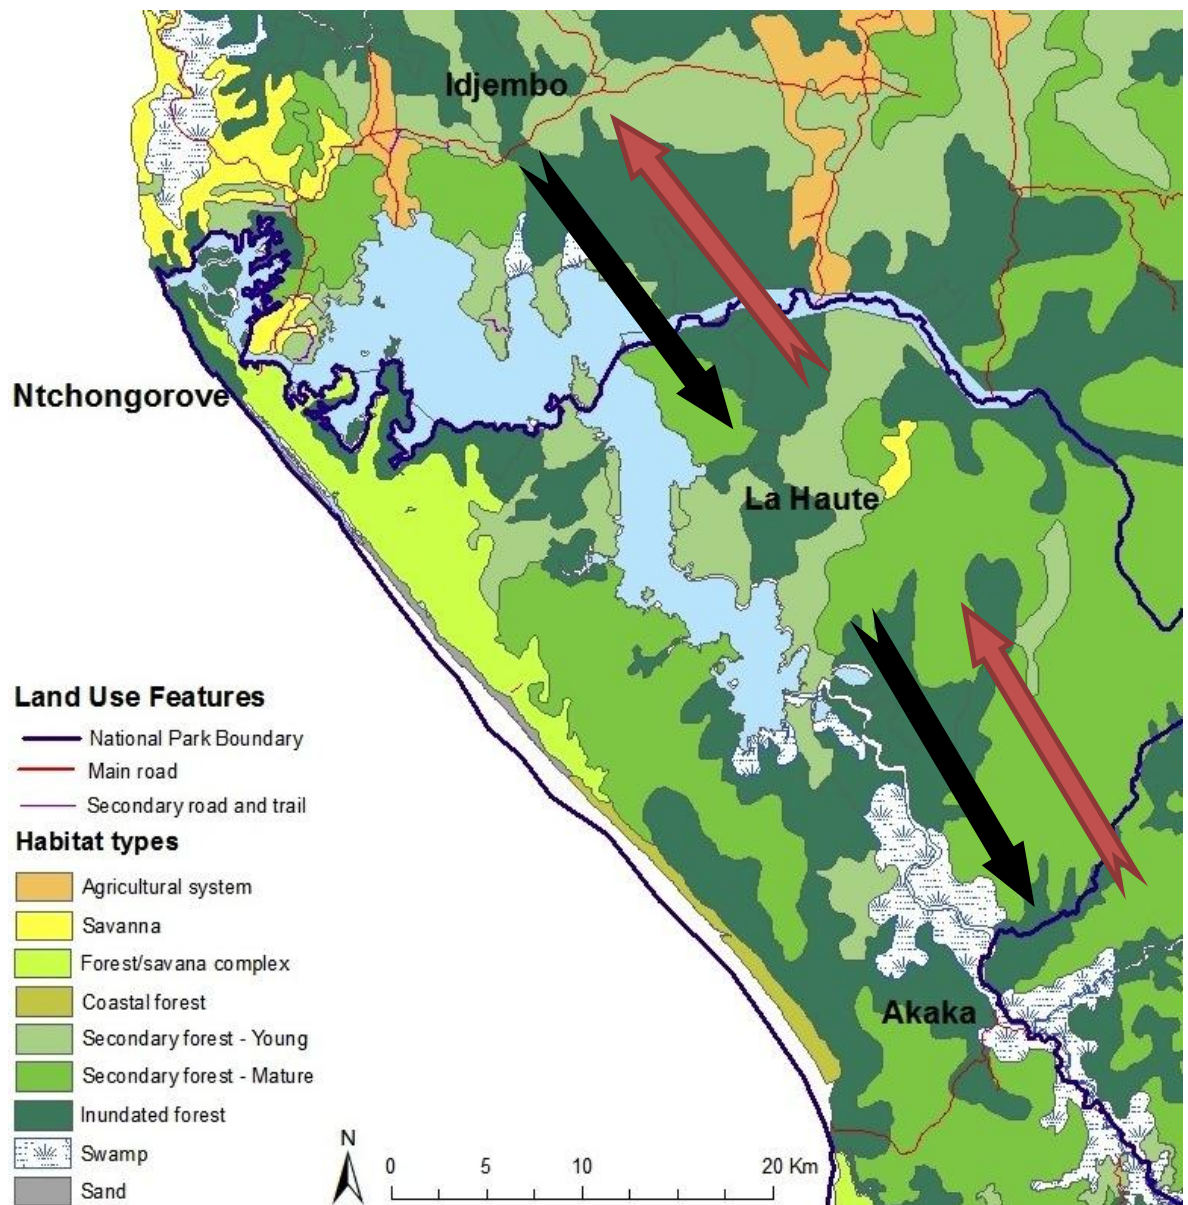 Idjembo
Ntchongorove
La Haute
Akaka
Land Use Features
National Park Boundary
Main road
Secondary road and trail
Habitat types
Agricultural system
Savanna
Forest/savana complex
Coastal forest
Secondary forest - Young
Secondary forest - Mature
Inundated forest
Swamp
Sand
N
0 5 10 20 Km